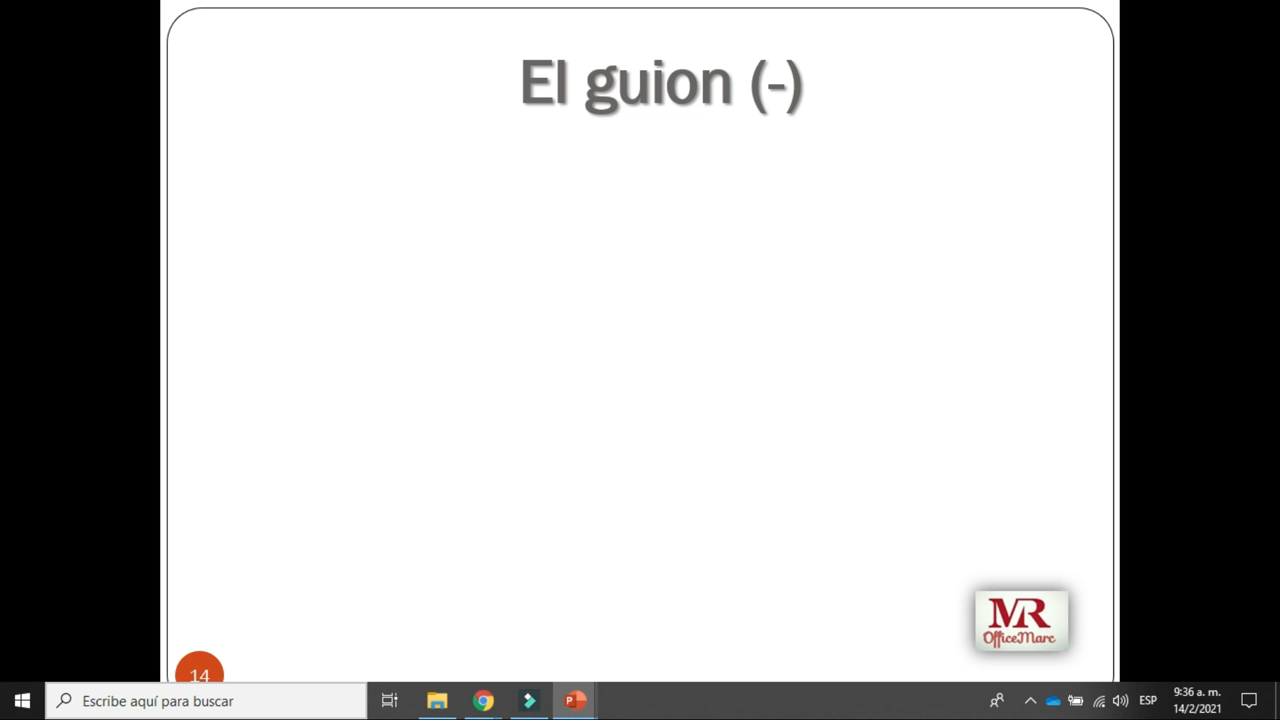 El guion (-)
MR
OfficeMarc
14
Escribe aquí para buscar
ESP
9:36 a. m.
14/2/2021